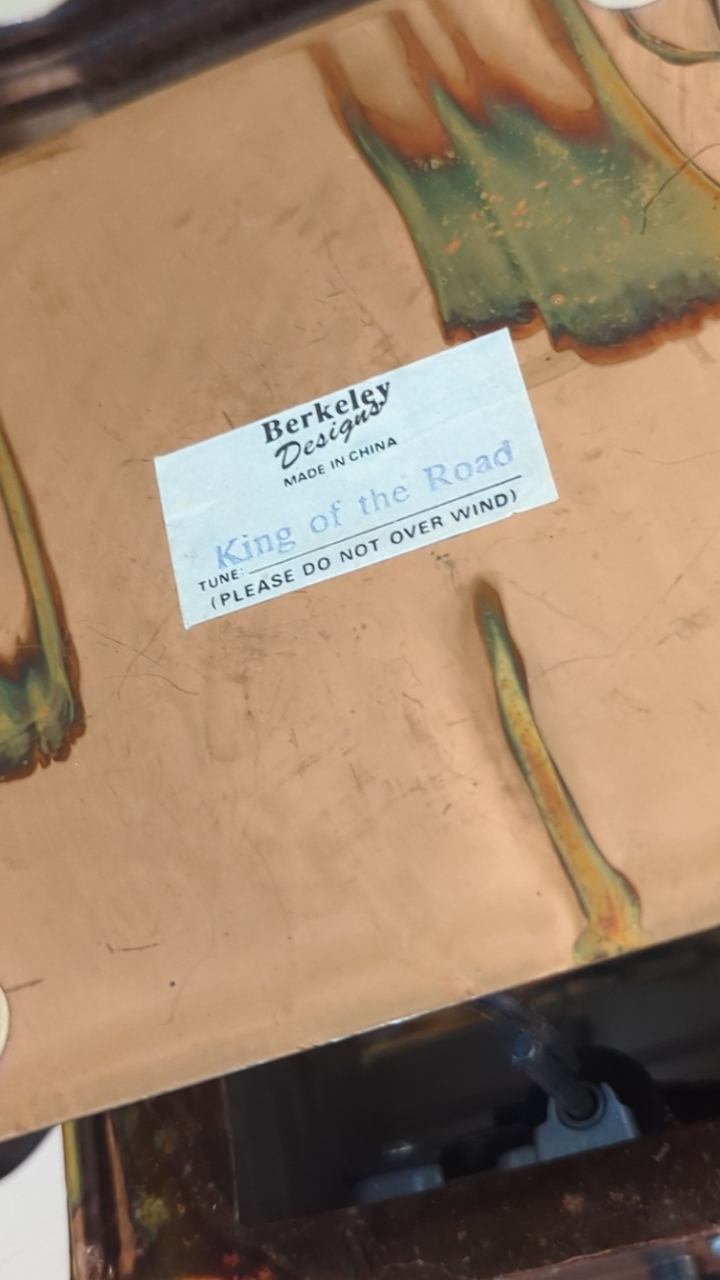 Berkeley
Designs
MADE IN CHINA
King of the Road
TUNE:
(PLEASE DO NOT OVER WIND)